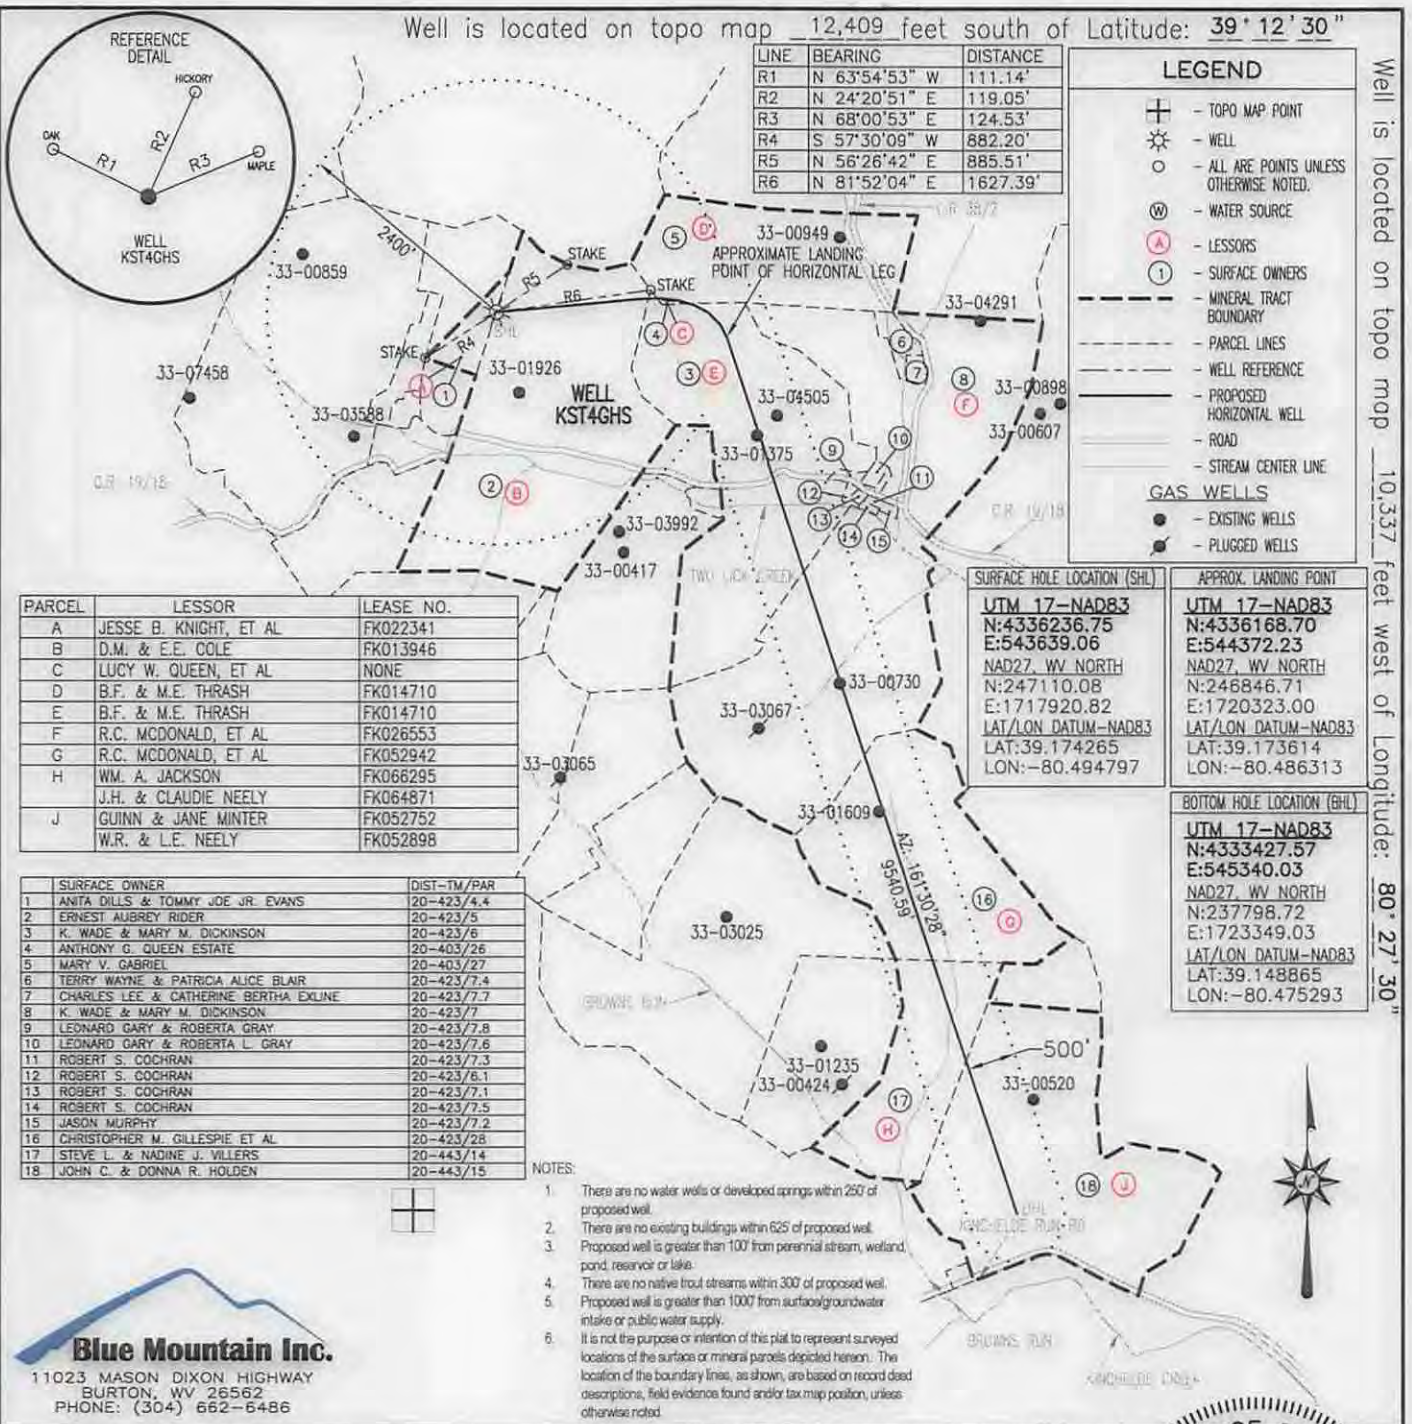 Well is located on topo map 12,409 feet south of Latitude: 39° 12' 30"
Well is located on topo map 10,337 feet west of Longitude: 80° 27' 30"
REFERENCE
DETAIL
HICKORY
OAK
MAPLE
R1
R2
R3
WELL
KST4GHS
LINE BEARING DISTANCE
R1 N 63°54'53" W 111.14'
R2 N 24°20'51" E 119.05'
R3 N 68°00'53" E 124.53'
R4 S 57°30'09" W 882.20'
R5 N 56°26'42" E 885.51'
R6 N 81°52'04" E 1627.39'
LEGEND
- TOPO MAP POINT
- WELL
- ALL ARE POINTS UNLESS
OTHERWISE NOTED.
W - WATER SOURCE
A - LESSORS
1 - SURFACE OWNERS
- MINERAL TRACT
BOUNDARY
- PARCEL LINES
- WELL REFERENCE
- PROPOSED
HORIZONTAL WELL
- ROAD
- STREAM CENTER LINE
GAS WELLS
- EXISTING WELLS
- PLUGGED WELLS
C.R. 38/2
5 D
33-00949
APPROXIMATE LANDING
POINT OF HORIZONTAL LEG
33-00859
2400'
STAKE
R5
R6
STAKE
SHL
33-04291
4 C
6
STAKE
R4
33-01926
3 E
7
8
F
33-07458
A
1
WELL
KST4GHS
33-04505
33-00898
33-03588
33-00607
33-01375
9
10
C.R. 19/18
2 B
12
11
13
14
15
C.R. 19/18
33-03992
33-00417
TWO LICK CREEK
SURFACE HOLE LOCATION (SHL)
UTM 17-NAD83
N:4336236.75
E:543639.06
NAD27, WV NORTH
N:247110.08
E:1717920.82
LAT/LON DATUM-NAD83
LAT:39.174265
LON:-80.494797
APPROX. LANDING POINT
UTM 17-NAD83
N:4336168.70
E:544372.23
NAD27, WV NORTH
N:246846.71
E:1720323.00
LAT/LON DATUM-NAD83
LAT:39.173614
LON:-80.486313
BOTTOM HOLE LOCATION (BHL)
UTM 17-NAD83
N:4333427.57
E:545340.03
NAD27, WV NORTH
N:237798.72
E:1723349.03
LAT/LON DATUM-NAD83
LAT:39.148865
LON:-80.475293
PARCEL LESSOR LEASE NO.
A JESSE B. KNIGHT, ET AL FK022341
B D.M. & E.E. COLE FK013946
C LUCY W. QUEEN, ET AL NONE
D B.F. & M.E. THRASH FK014710
E B.F. & M.E. THRASH FK014710
F R.C. MCDONALD, ET AL FK026553
G R.C. MCDONALD, ET AL FK052942
H WM. A. JACKSON FK066295
J.H. & CLAUDIE NEELY FK064871
J GUINN & JANE MINTER FK052752
W.R. & L.E. NEELY FK052898
33-00730
33-03067
33-03065
33-01609
AZ: 161°30'28"
9540.59'
16
G
33-03025
BROWNS RUN
33-01235
33-00424
500'
33-00520
17
H
18 J
BHL
KINCHELOE RUN RD
BROWNS RUN
KINCHELOE CREEK
N
SURFACE OWNER DIST-TM/PAR
1 ANITA DILLS & TOMMY JOE JR. EVANS 20-423/4.4
2 ERNEST AUBREY RIDER 20-423/5
3 K. WADE & MARY M. DICKINSON 20-423/6
4 ANTHONY G. QUEEN ESTATE 20-403/26
5 MARY V. GABRIEL 20-403/27
6 TERRY WAYNE & PATRICIA ALICE BLAIR 20-423/7.4
7 CHARLES LEE & CATHERINE BERTHA EXLINE 20-423/7.7
8 K. WADE & MARY M. DICKINSON 20-423/7
9 LEONARD GARY & ROBERTA GRAY 20-423/7.8
10 LEONARD GARY & ROBERTA L. GRAY 20-423/7.6
11 ROBERT S. COCHRAN 20-423/7.3
12 ROBERT S. COCHRAN 20-423/6.1
13 ROBERT S. COCHRAN 20-423/7.1
14 ROBERT S. COCHRAN 20-423/7.5
15 JASON MURPHY 20-423/7.2
16 CHRISTOPHER M. GILLESPIE ET AL 20-423/28
17 STEVE L. & NADINE J. VILLERS 20-443/14
18 JOHN C. & DONNA R. HOLDEN 20-443/15
NOTES:
1. There are no water wells or developed springs within 250' of
proposed well.
2. There are no existing buildings within 625' of proposed well.
3. Proposed well is greater than 100' from perennial stream, wetland,
pond, reservoir or lake.
4. There are no native trout streams within 300' of proposed well.
5. Proposed well is greater than 1000' from surface/groundwater
intake or public water supply.
6. It is not the purpose or intention of this plat to represent surveyed
locations of the surface or mineral parcels depicted hereon. The
location of the boundary lines, as shown, are based on record deed
descriptions, field evidence found and/or tax map position, unless
otherwise noted.
Blue Mountain Inc.
11023 MASON DIXON HIGHWAY
BURTON, WV 26562
PHONE: (304) 662-6486